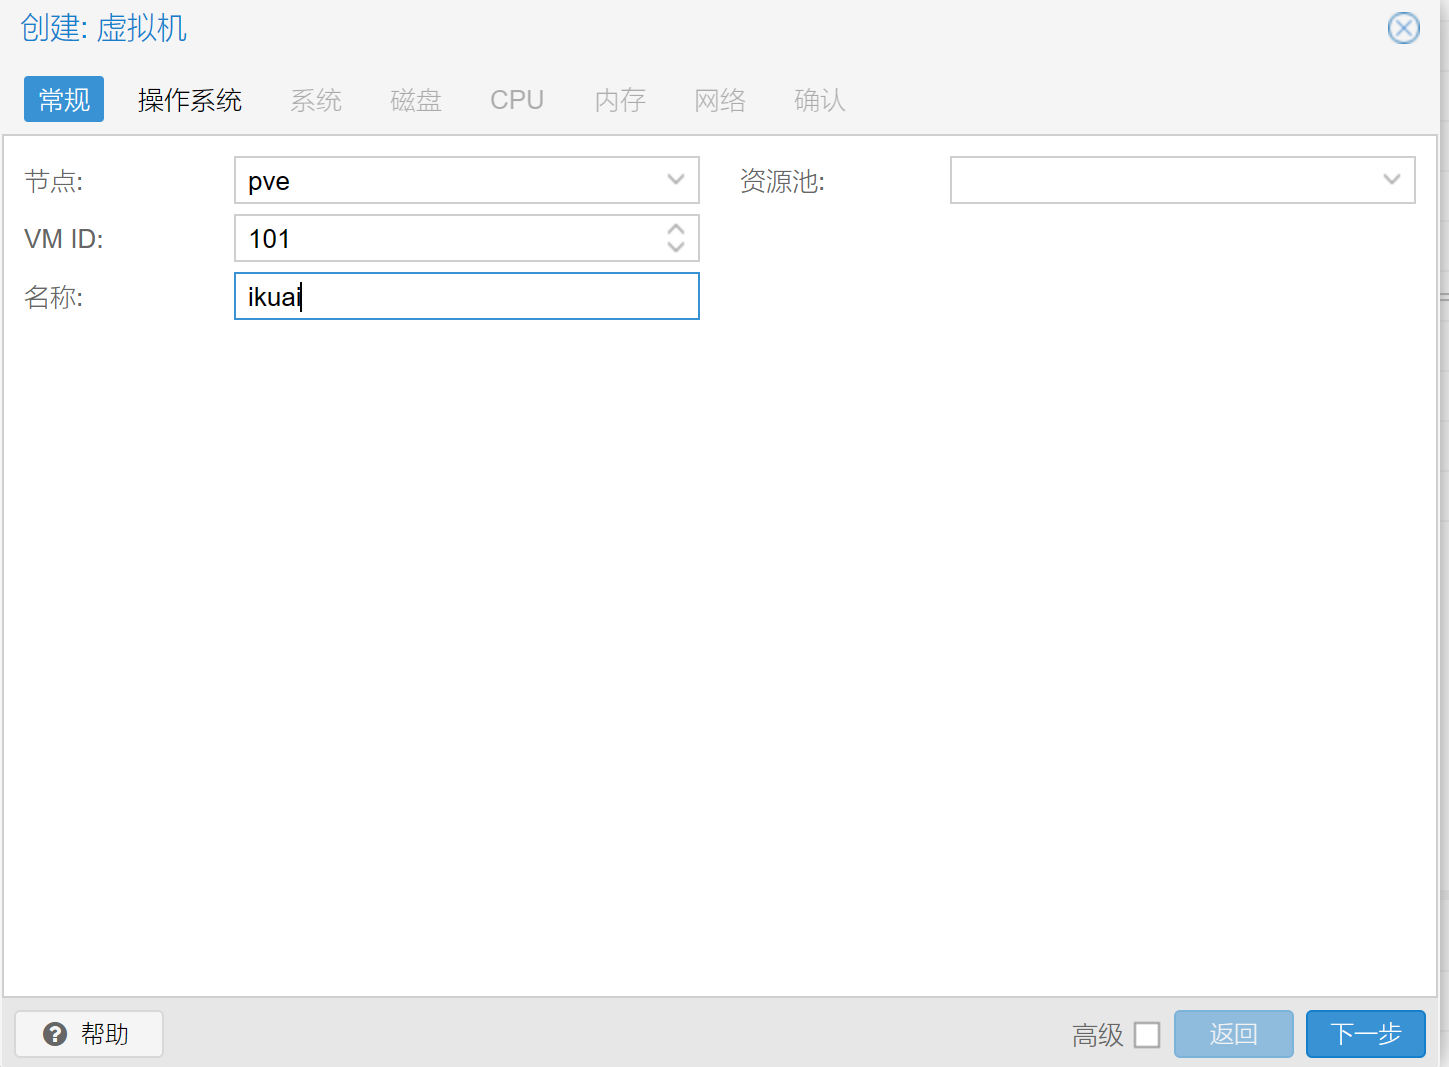 创建: 虚拟机
常规 操作系统 系统 磁盘 CPU 内存 网络 确认
节点: pve 资源池:
VM ID: 101
名称: ikuai
帮助 高级 返回 下一步